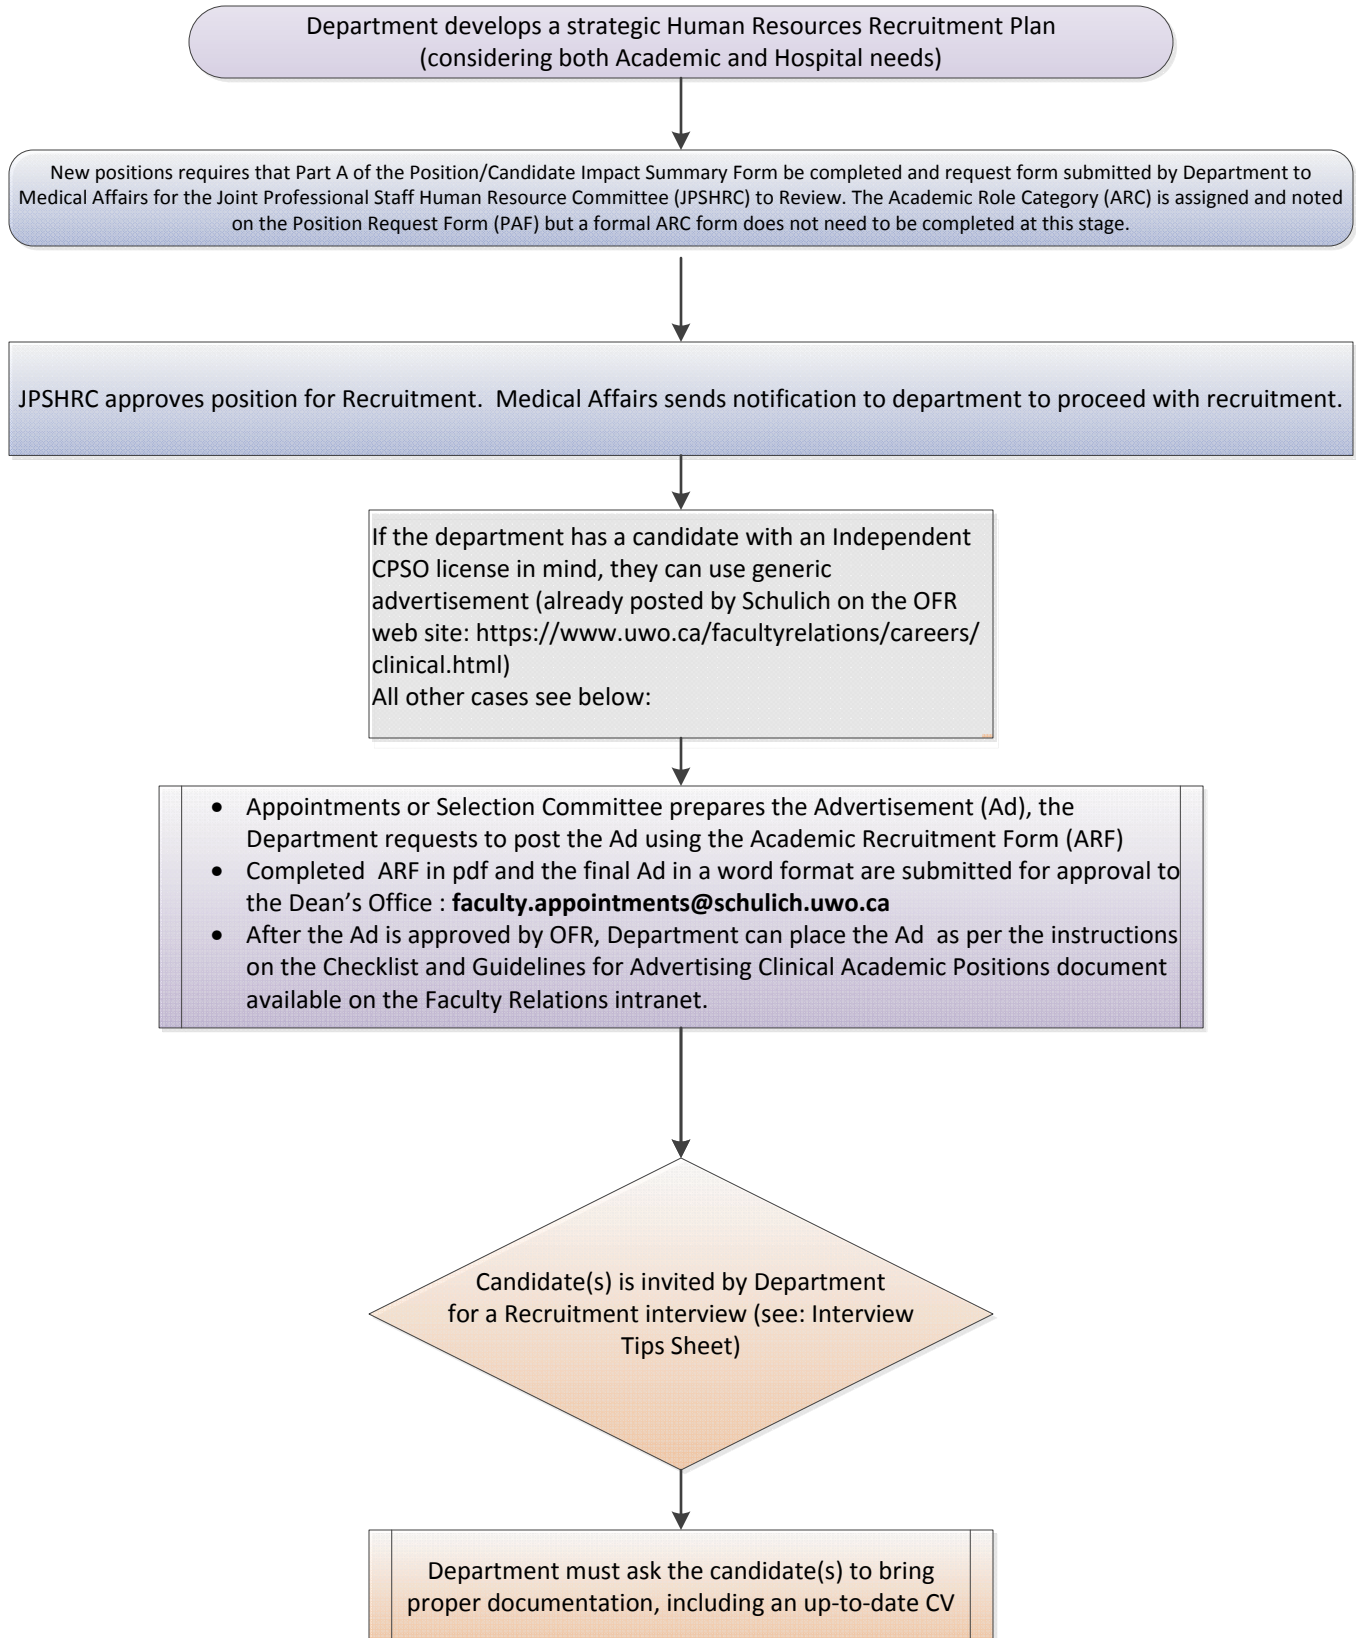 Department develops a strategic Human Resources Recruitment Plan
(considering both Academic and Hospital needs)
New positions requires that Part A of the Position/Candidate Impact Summary Form be completed and request form submitted by Department to
Medical Affairs for the Joint Professional Staff Human Resource Committee (JPSHRC) to Review. The Academic Role Category (ARC) is assigned and noted
on the Position Request Form (PAF) but a formal ARC form does not need to be completed at this stage.
JPSHRC approves position for Recruitment.  Medical Affairs sends notification to department to proceed with recruitment.
If the department has a candidate with an Independent
CPSO license in mind, they can use generic
advertisement (already posted by Schulich on the OFR
web site: https://www.uwo.ca/facultyrelations/careers/
clinical.html)
All other cases see below:
• Appointments or Selection Committee prepares the Advertisement (Ad), the
Department requests to post the Ad using the Academic Recruitment Form (ARF)
• Completed  ARF in pdf and the final Ad in a word format are submitted for approval to
the Dean's Office : faculty.appointments@schulich.uwo.ca
• After the Ad is approved by OFR, Department can place the Ad  as per the instructions
on the Checklist and Guidelines for Advertising Clinical Academic Positions document
available on the Faculty Relations intranet.
Candidate(s) is invited by Department
for a Recruitment interview (see: Interview
Tips Sheet)
Department must ask the candidate(s) to bring
proper documentation, including an up-to-date CV